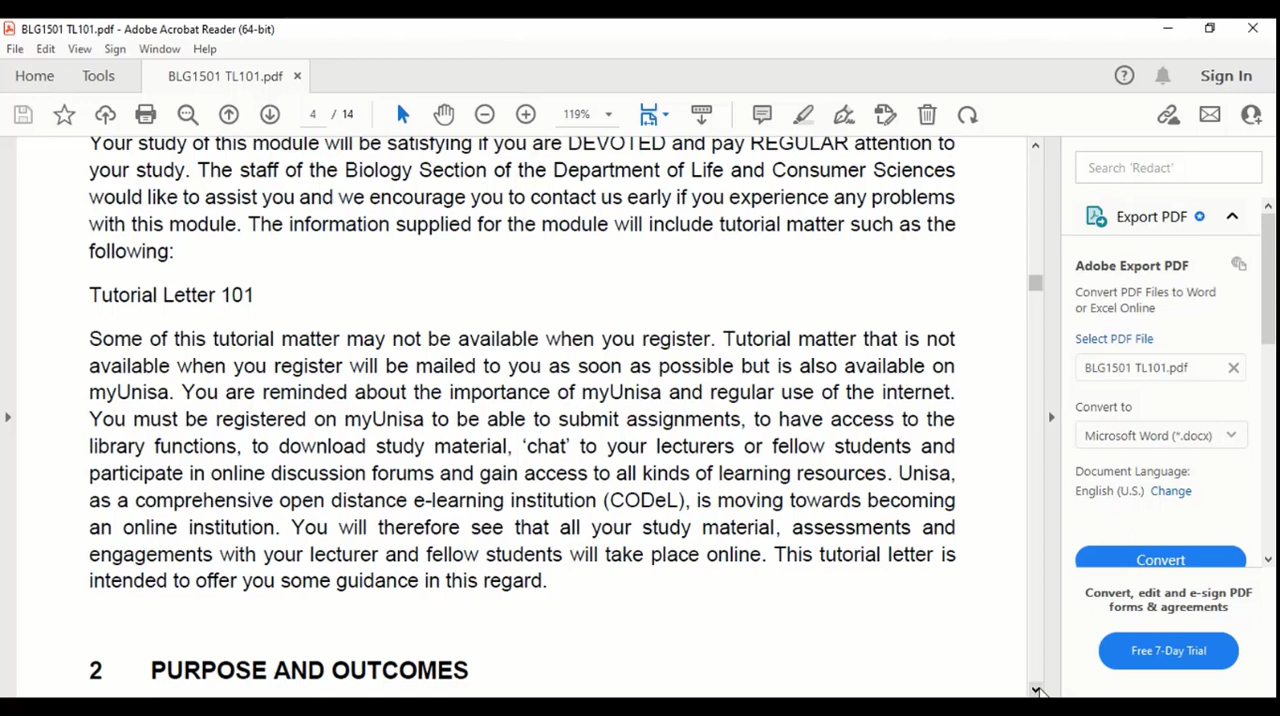 BLG1501 TL101.pdf - Adobe Acrobat Reader (64-bit)
File Edit View Sign Window Help
Home Tools BLG1501 TL101.pdf × Sign In
4 / 14 119%
Your study of this module will be satisfying if you are DEVOTED and pay REGULAR attention to
your study. The staff of the Biology Section of the Department of Life and Consumer Sciences
would like to assist you and we encourage you to contact us early if you experience any problems
with this module. The information supplied for the module will include tutorial matter such as the
following:
Tutorial Letter 101
Some of this tutorial matter may not be available when you register. Tutorial matter that is not
available when you register will be mailed to you as soon as possible but is also available on
myUnisa. You are reminded about the importance of myUnisa and regular use of the internet.
You must be registered on myUnisa to be able to submit assignments, to have access to the
library functions, to download study material, ‘chat’ to your lecturers or fellow students and
participate in online discussion forums and gain access to all kinds of learning resources. Unisa,
as a comprehensive open distance e-learning institution (CODeL), is moving towards becoming
an online institution. You will therefore see that all your study material, assessments and
engagements with your lecturer and fellow students will take place online. This tutorial letter is
intended to offer you some guidance in this regard.
2 PURPOSE AND OUTCOMES
Search 'Redact'
Export PDF
Adobe Export PDF
Convert PDF Files to Word
or Excel Online
Select PDF File
BLG1501 TL101.pdf ×
Convert to
Microsoft Word (*.docx)
Document Language:
English (U.S.) Change
Convert
Convert, edit and e-sign PDF
forms & agreements
Free 7-Day Trial